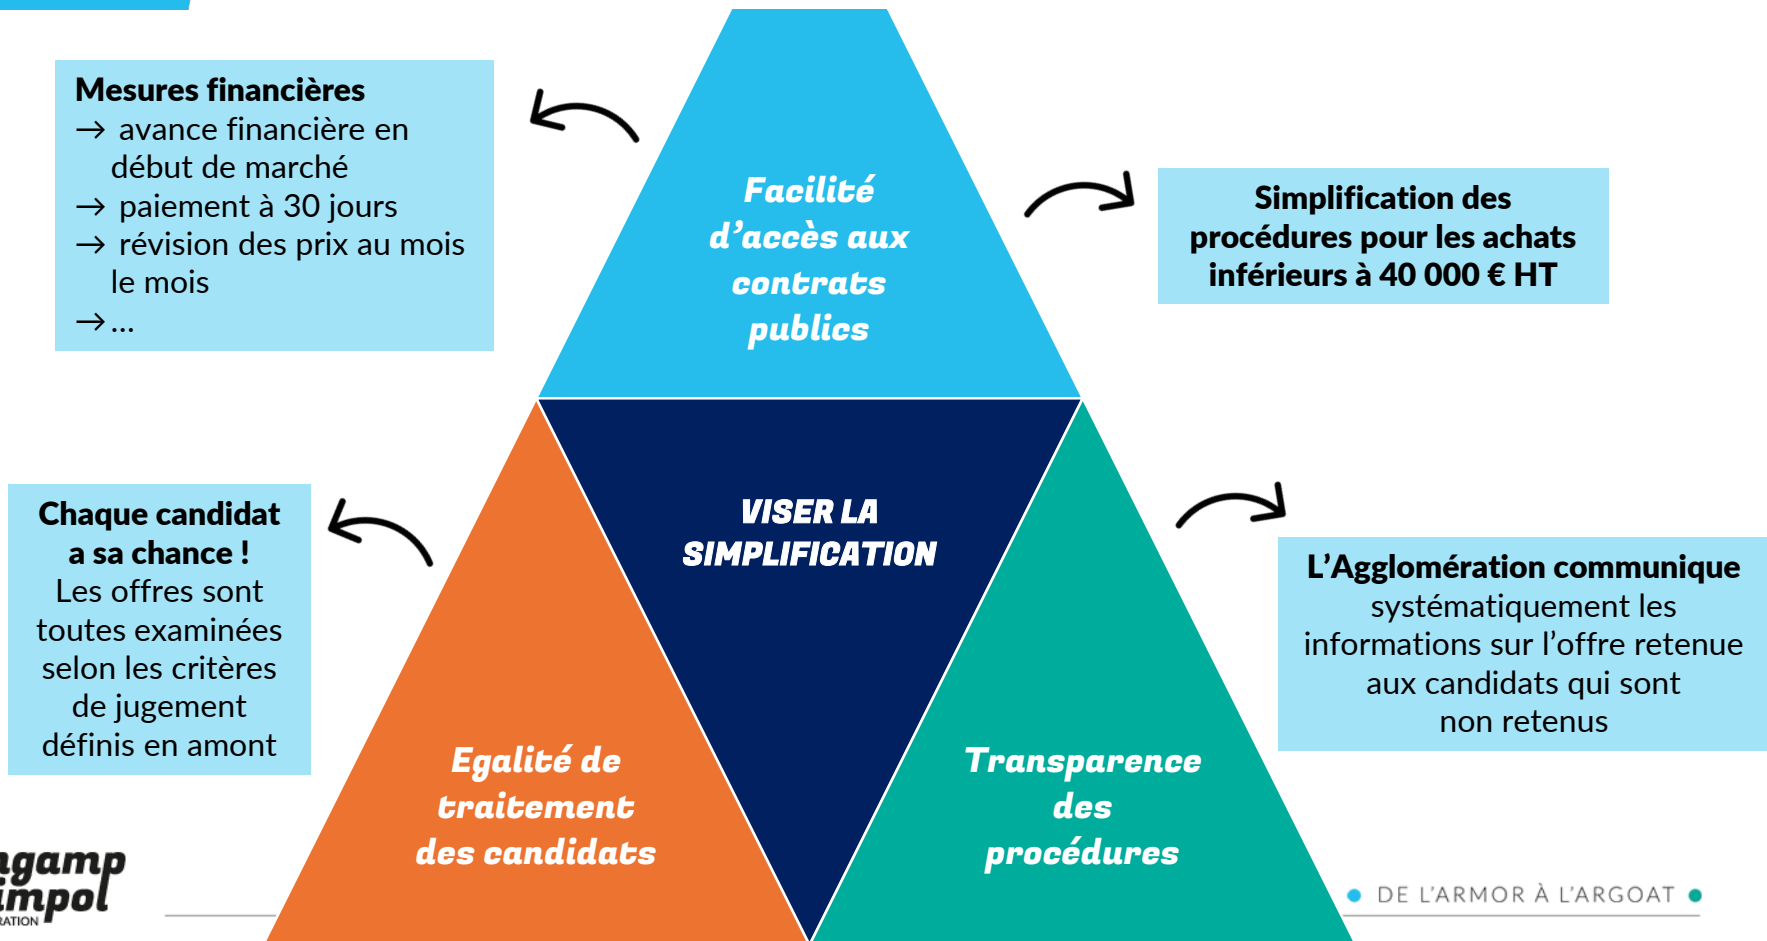 Mesures financières
→ avance financière en
début de marché
→ paiement à 30 jours
→ révision des prix au mois
le mois
→ ...
Facilité
d’accès aux
contrats
publics
Simplification des
procédures pour les achats
inférieurs à 40 000 € HT
Chaque candidat
a sa chance !
Les offres sont
toutes examinées
selon les critères
de jugement
définis en amont
VISER LA
SIMPLIFICATION
L’Agglomération communique
systématiquement les
informations sur l’offre retenue
aux candidats qui sont
non retenus
Egalité de
traitement
des candidats
Transparence
des
procédures
ngamp
impol
RATION
DE L’ARMOR À L’ARGOAT